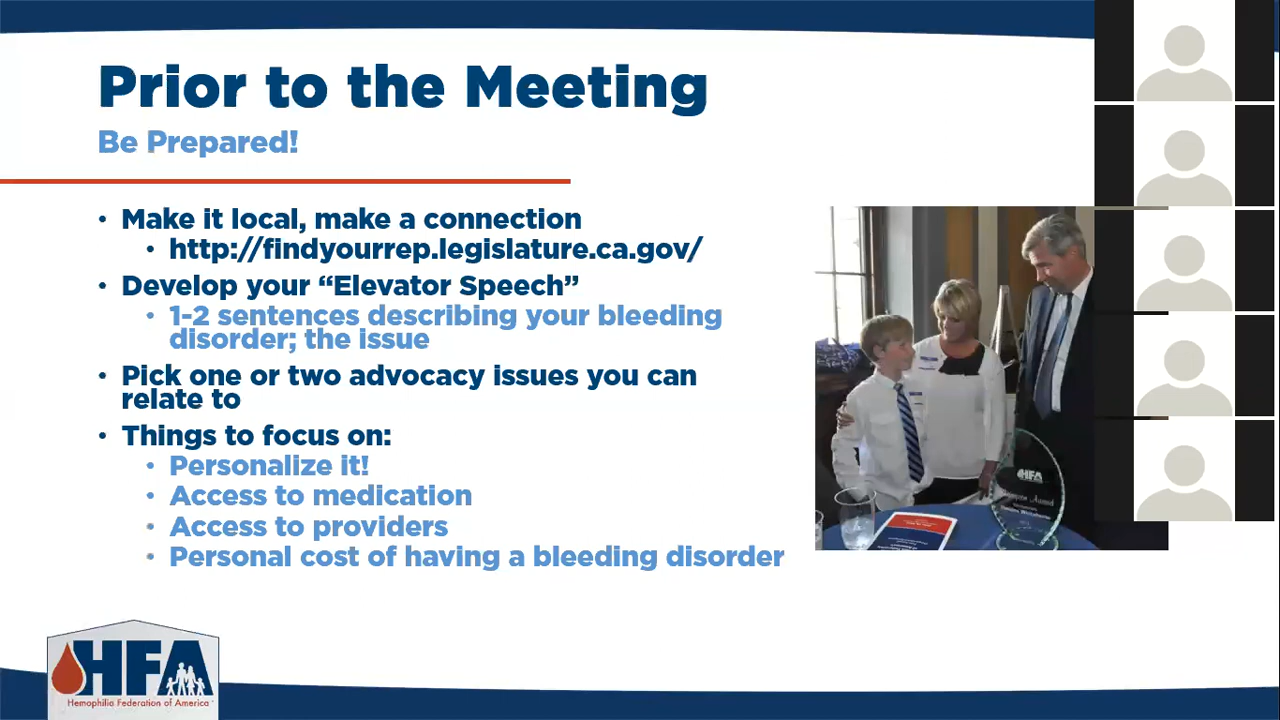 Prior to the Meeting
Be Prepared!
• Make it local, make a connection
• http://findyourrep.legislature.ca.gov/
• Develop your “Elevator Speech”
• 1-2 sentences describing your bleeding
disorder; the issue
• Pick one or two advocacy issues you can
relate to
• Things to focus on:
• Personalize it!
• Access to medication
• Access to providers
• Personal cost of having a bleeding disorder
HFA
Award
HFA
Hemophilia Federation of America